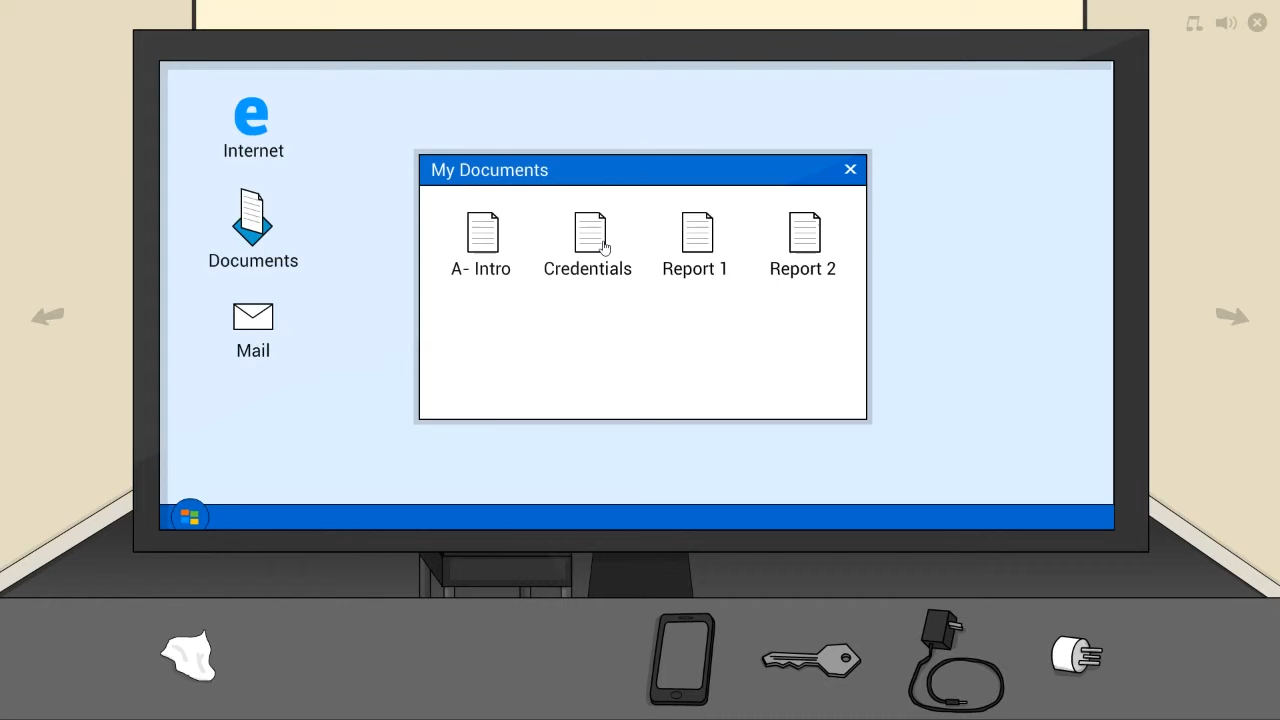 Internet
My Documents
A- Intro
Credentials
Report 1
Report 2
Documents
Mail